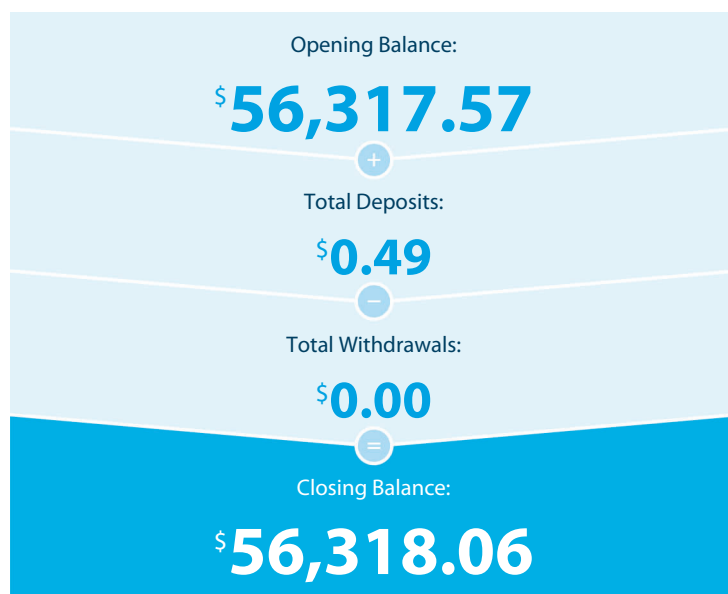 Opening Balance:
$56,317.57
+
Total Deposits:
$0.49
−
Total Withdrawals:
$0.00
=
Closing Balance:
$56,318.06